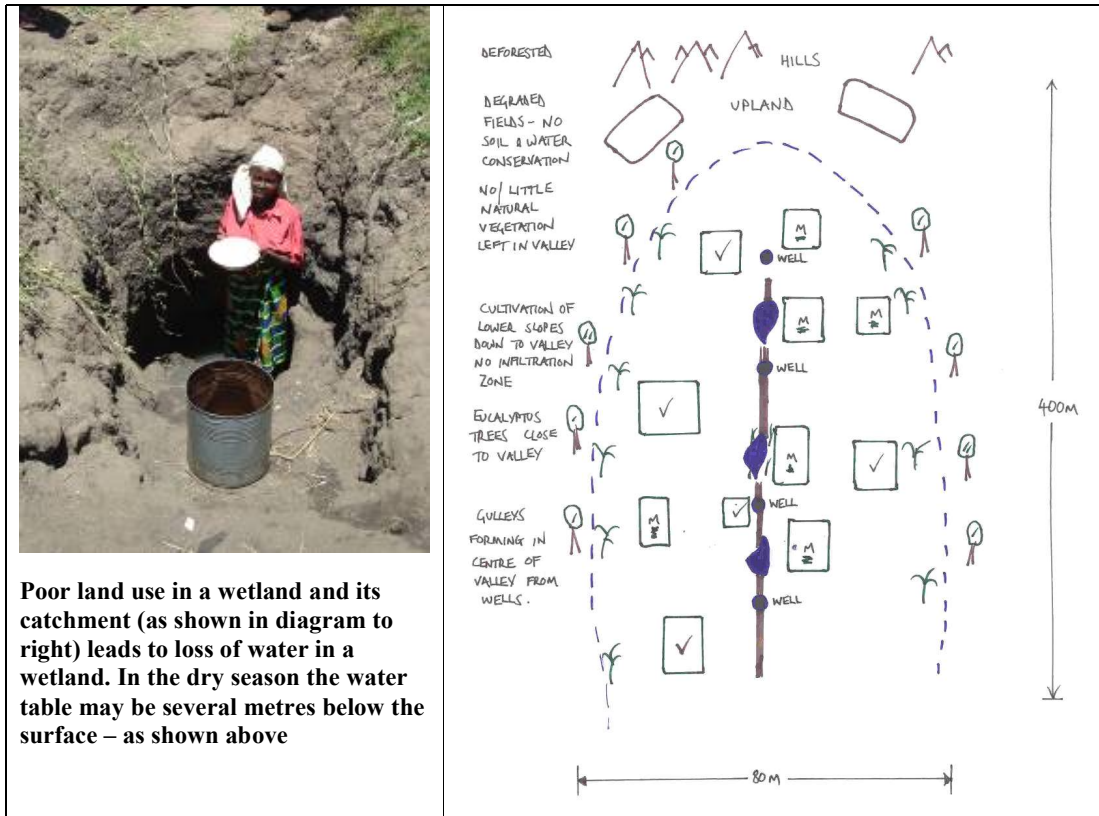 Poor land use in a wetland and its
catchment (as shown in diagram to
right) leads to loss of water in a
wetland. In the dry season the water
table may be several metres below the
surface – as shown above
DEFORESTED
HILLS
DEGRADED
FIELDS - NO
SOIL & WATER
CONSERVATION
UPLAND
NO/LITTLE
NATURAL
VEGETATION
LEFT IN VALLEY
M
WELL
CULTIVATION OF
LOWER SLOPES
DOWN TO VALLEY
NO INFILTRATION
ZONE
M
M
WELL
EUCALYPTUS
TREES CLOSE
TO VALLEY
M
400M
GULLEYS
FORMING IN
CENTRE OF
VALLEY FROM
WELLS.
M
WELL
M
WELL
80M